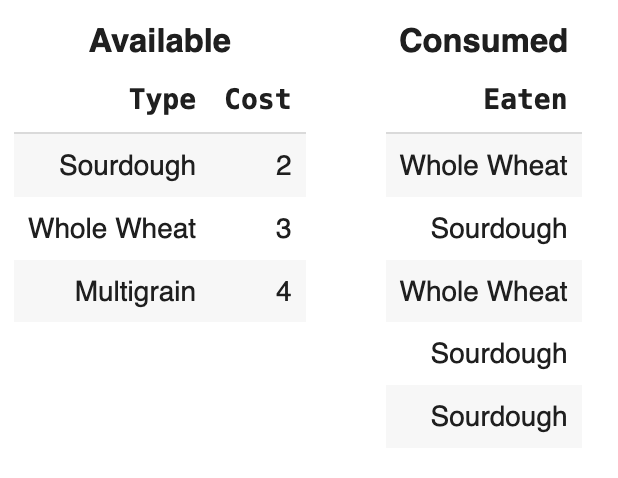 Available
Type Cost
Sourdough 2
Whole Wheat 3
Multigrain 4
Consumed
Eaten
Whole Wheat
Sourdough
Whole Wheat
Sourdough
Sourdough